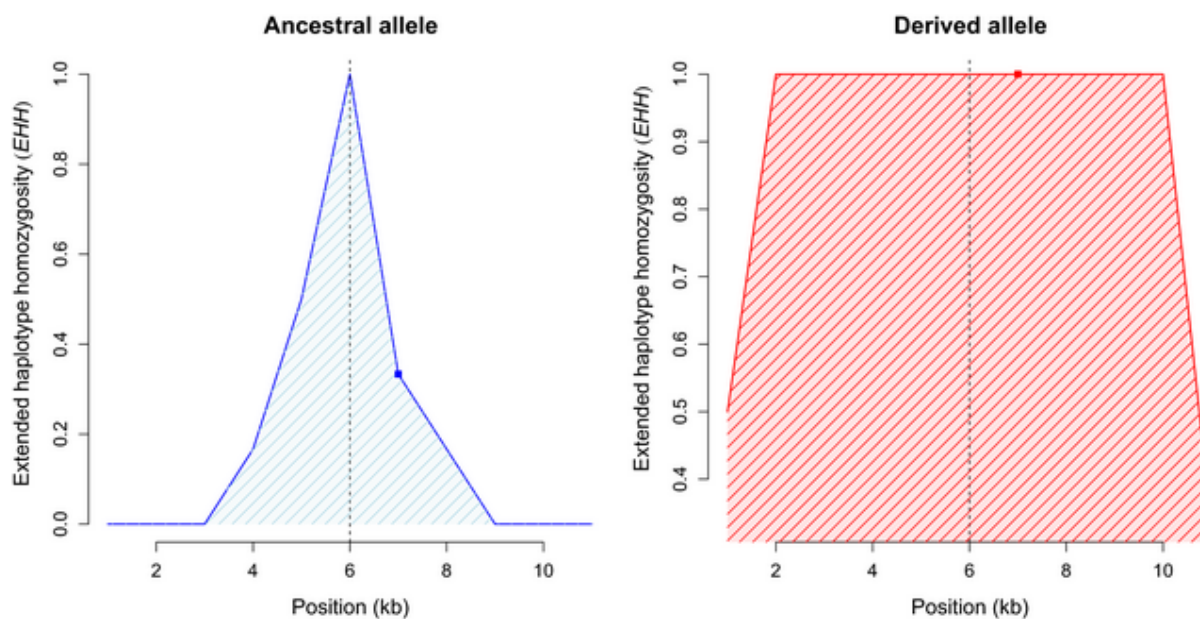 Ancestral allele
Extended haplotype homozygosity (EHH)
1.0
0.8
0.6
0.4
0.2
0.0
2 4 6 8 10
Position (kb)
Derived allele
Extended haplotype homozygosity (EHH)
1.0
0.9
0.8
0.7
0.6
0.5
0.4
2 4 6 8 10
Position (kb)